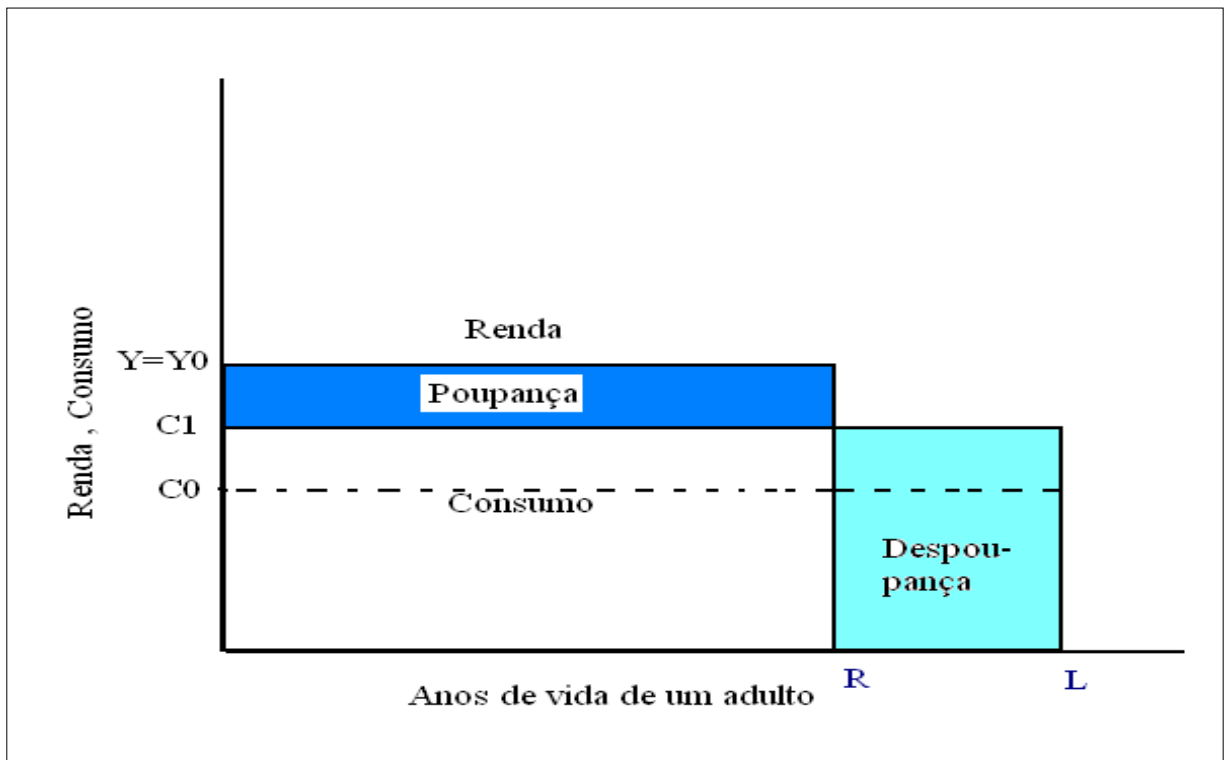 Renda , Consumo
Renda
Y=Y0
Poupança
C1
C0
Consumo
Despou-
pança
R
L
Anos de vida de um adulto